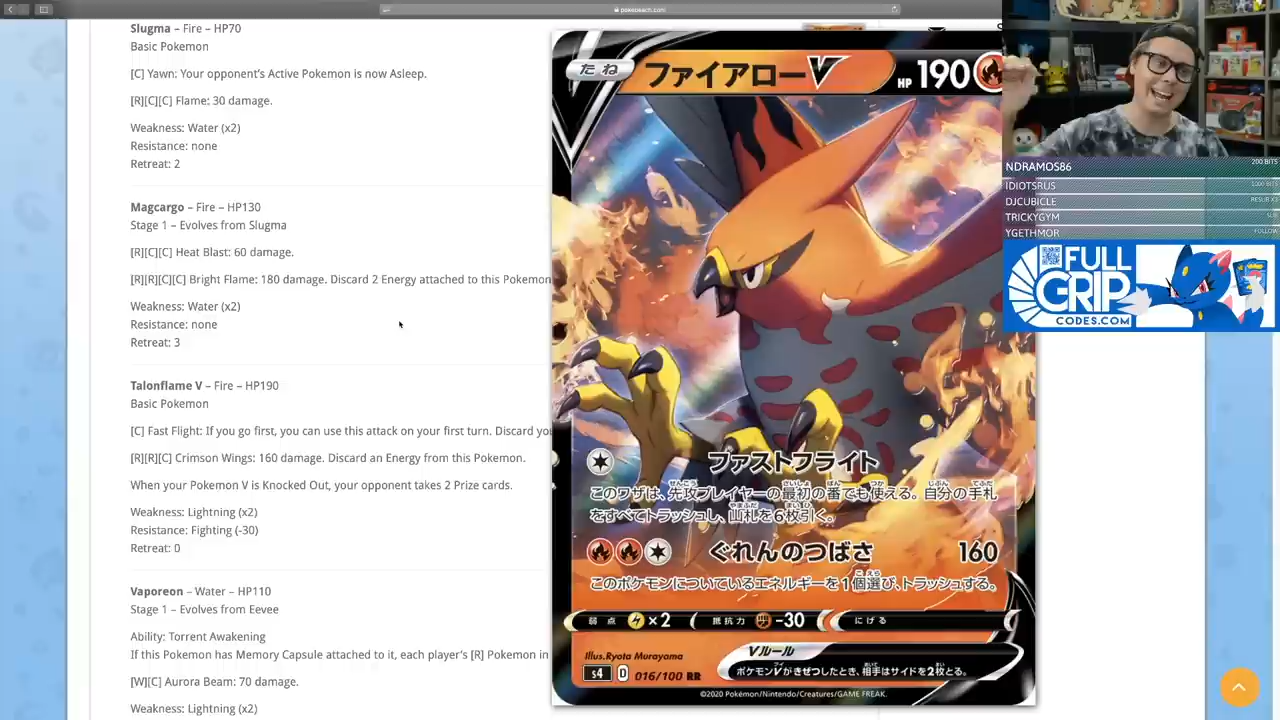 pokebeach.com
Slugma – Fire – HP70
Basic Pokemon
[C] Yawn: Your opponent's Active Pokemon is now Asleep.
[R][C][C] Flame: 30 damage.
Weakness: Water (x2)
Resistance: none
Retreat: 2
Magcargo – Fire – HP130
Stage 1 – Evolves from Slugma
[R][C][C] Heat Blast: 60 damage.
[R][R][C][C] Bright Flame: 180 damage. Discard 2 Energy attached to this Pokemon
Weakness: Water (x2)
Resistance: none
Retreat: 3
Talonflame V – Fire – HP190
Basic Pokemon
[C] Fast Flight: If you go first, you can use this attack on your first turn. Discard you
[R][R][C] Crimson Wings: 160 damage. Discard an Energy from this Pokemon.
When your Pokemon V is Knocked Out, your opponent takes 2 Prize cards.
Weakness: Lightning (x2)
Resistance: Fighting (-30)
Retreat: 0
Vaporeon – Water – HP110
Stage 1 – Evolves from Eevee
Ability: Torrent Awakening
If this Pokemon has Memory Capsule attached to it, each player's [R] Pokemon in
[W][C] Aurora Beam: 70 damage.
Weakness: Lightning (x2)
たね ファイアローV HP 190
ファストフライト
このワザは、先攻プレイヤーの最初の番でも使える。自分の手札
をすべてトラッシュし、山札を6枚引く。
ぐれんのつばさ 160
このポケモンについているエネルギーを1個選び、トラッシュする。
弱点 ×2 抵抗力 -30 にげる
Illus.Ryota Murayama
Vルール
ポケモンVがきぜつしたとき、相手はサイドを2枚とる。
s4 D 016/100 RR
©2020 Pokémon/Nintendo/Creatures/GAME FREAK.
NDRAMOS86 200 BITS
IDIOTSRUS 1000 BITS
DJCUBICLE RESUB X3
TRICKYGYM SUB
YGETHMOR FOLLOW
FULL
GRIP
CODES.COM